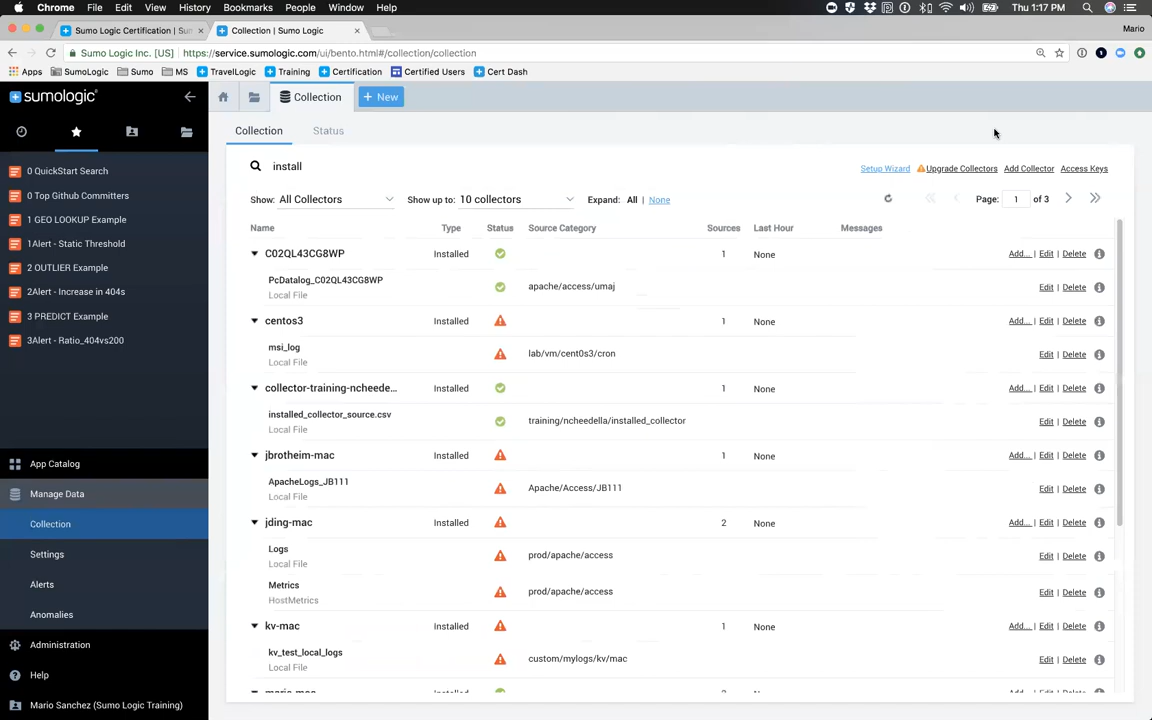 Chrome File Edit View History Bookmarks People Window Help Thu 1:17 PM
Sumo Logic Certification | Su Collection | Sumo Logic Mario
Sumo Logic Inc. [US] https://service.sumologic.com/ui/bento.html#/collection/collection
Apps SumoLogic Sumo MS TravelLogic Training Certification Certified Users Cert Dash
sumologic
Collection + New
Collection Status
install
Setup Wizard Upgrade Collectors Add Collector Access Keys
Show: All Collectors Show up to: 10 collectors Expand: All | None Page: 1 of 3
Name Type Status Source Category Sources Last Hour Messages
C02QL43CG8WP Installed 1 None Add... | Edit | Delete
PcDatalog_C02QL43CG8WP apache/access/umaj Edit | Delete
Local File
centos3 Installed 1 None Add... | Edit | Delete
msi_log lab/vm/cent0s3/cron Edit | Delete
Local File
collector-training-ncheede... Installed 1 None Add... | Edit | Delete
installed_collector_source.csv training/ncheedella/installed_collector Edit | Delete
Local File
jbrotheim-mac Installed 1 None Add... | Edit | Delete
ApacheLogs_JB111 Apache/Access/JB111 Edit | Delete
Local File
jding-mac Installed 2 None Add... | Edit | Delete
Logs prod/apache/access Edit | Delete
Local File
Metrics prod/apache/access Edit | Delete
HostMetrics
kv-mac Installed 1 None Add... | Edit | Delete
kv_test_local_logs custom/mylogs/kv/mac Edit | Delete
Local File
0 QuickStart Search
0 Top Github Committers
1 GEO LOOKUP Example
1Alert - Static Threshold
2 OUTLIER Example
2Alert - Increase in 404s
3 PREDICT Example
3Alert - Ratio_404vs200
App Catalog
Manage Data
Collection
Settings
Alerts
Anomalies
Administration
Help
Mario Sanchez (Sumo Logic Training)